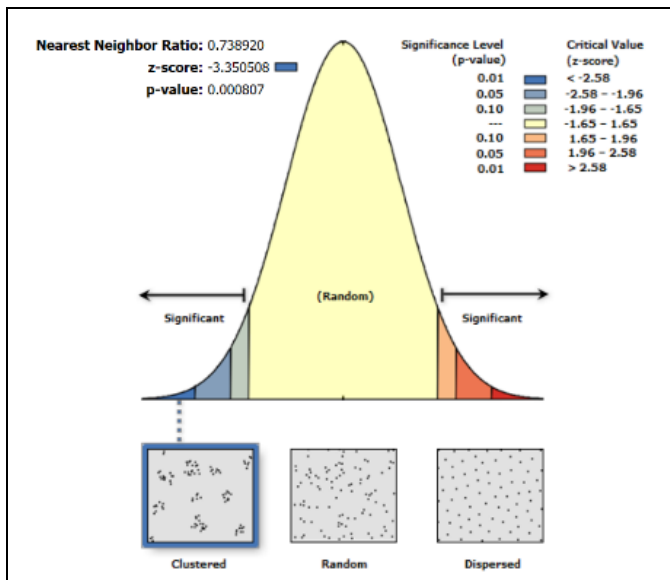 Nearest Neighbor Ratio: 0.738920
z-score: -3.350508
p-value: 0.000807
Significance Level
(p-value)
Critical Value
(z-score)
0.01 < -2.58
0.05 -2.58 – -1.96
0.10 -1.96 – -1.65
--- -1.65 – 1.65
0.10 1.65 – 1.96
0.05 1.96 – 2.58
0.01 > 2.58
(Random)
Significant
Significant
Clustered
Random
Dispersed